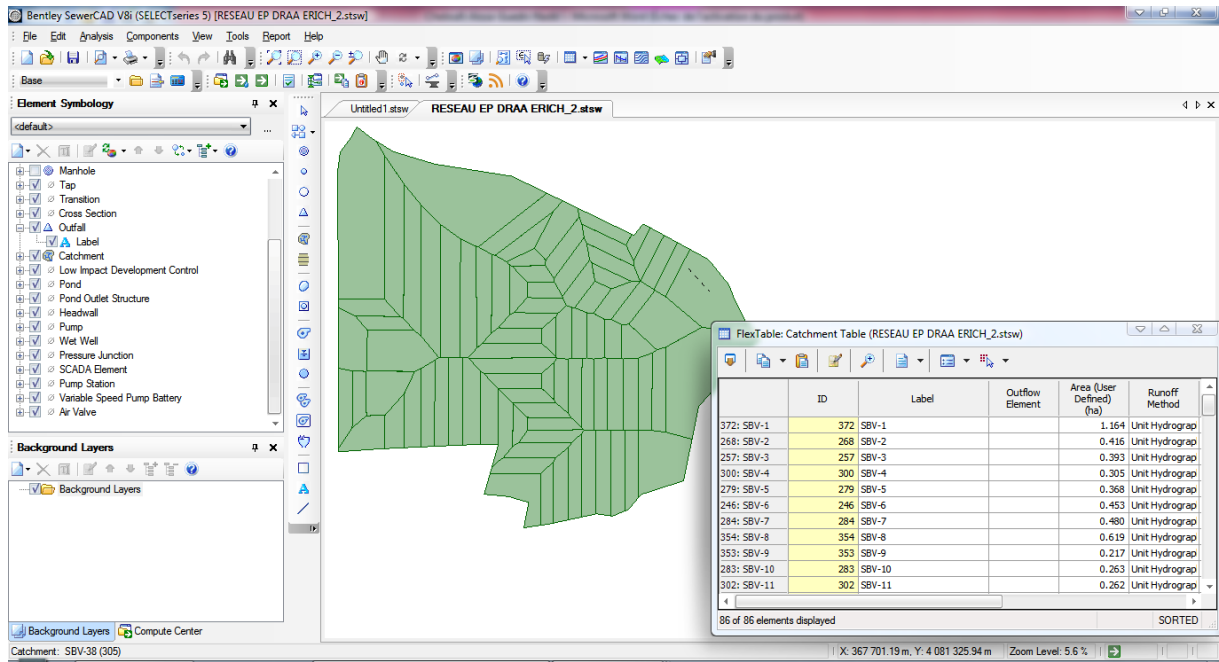 Bentley SewerCAD V8i (SELECTseries 5) [RESEAU EP DRAA ERICH_2.stsw]
File Edit Analysis Components View Tools Report Help
Base
Element Symbology
<default>
...
Manhole
Tap
Transition
Cross Section
Outfall
A Label
Catchment
Low Impact Development Control
Pond
Pond Outlet Structure
Headwall
Pump
Wet Well
Pressure Junction
SCADA Element
Pump Station
Variable Speed Pump Battery
Air Valve
Background Layers
Background Layers
Background Layers Compute Center
Untitled1.stsw RESEAU EP DRAA ERICH_2.stsw
A
FlexTable: Catchment Table (RESEAU EP DRAA ERICH_2.stsw)
ID Label Outflow Element Area (User Defined) (ha) Runoff Method
372: SBV-1 372 SBV-1 1.164 Unit Hydrograp
268: SBV-2 268 SBV-2 0.416 Unit Hydrograp
257: SBV-3 257 SBV-3 0.393 Unit Hydrograp
300: SBV-4 300 SBV-4 0.305 Unit Hydrograp
279: SBV-5 279 SBV-5 0.368 Unit Hydrograp
246: SBV-6 246 SBV-6 0.453 Unit Hydrograp
284: SBV-7 284 SBV-7 0.480 Unit Hydrograp
354: SBV-8 354 SBV-8 0.619 Unit Hydrograp
353: SBV-9 353 SBV-9 0.217 Unit Hydrograp
283: SBV-10 283 SBV-10 0.263 Unit Hydrograp
302: SBV-11 302 SBV-11 0.262 Unit Hydrograp
86 of 86 elements displayed SORTED
Catchment: SBV-38 (305) X: 367 701.19 m, Y: 4 081 325.94 m Zoom Level: 5.6 %